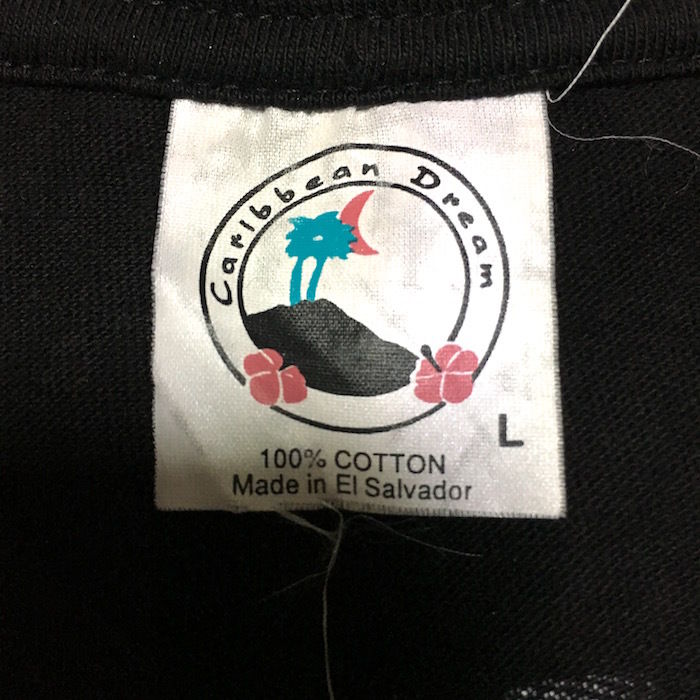 Caribbean Dream
L
100% COTTON
Made in El Salvador